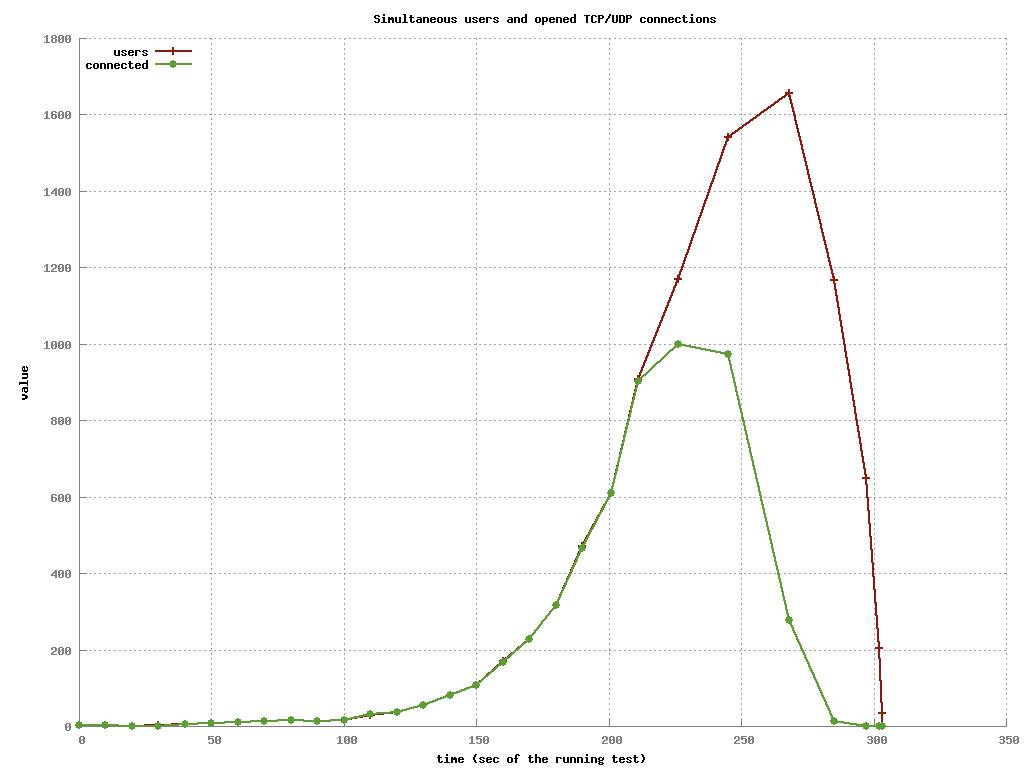 Simultaneous users and opened TCP/UDP connections
1800
users
connected
1600
1400
1200
1000
value
800
600
400
200
0
0 50 100 150 200 250 300 350
time (sec of the running test)